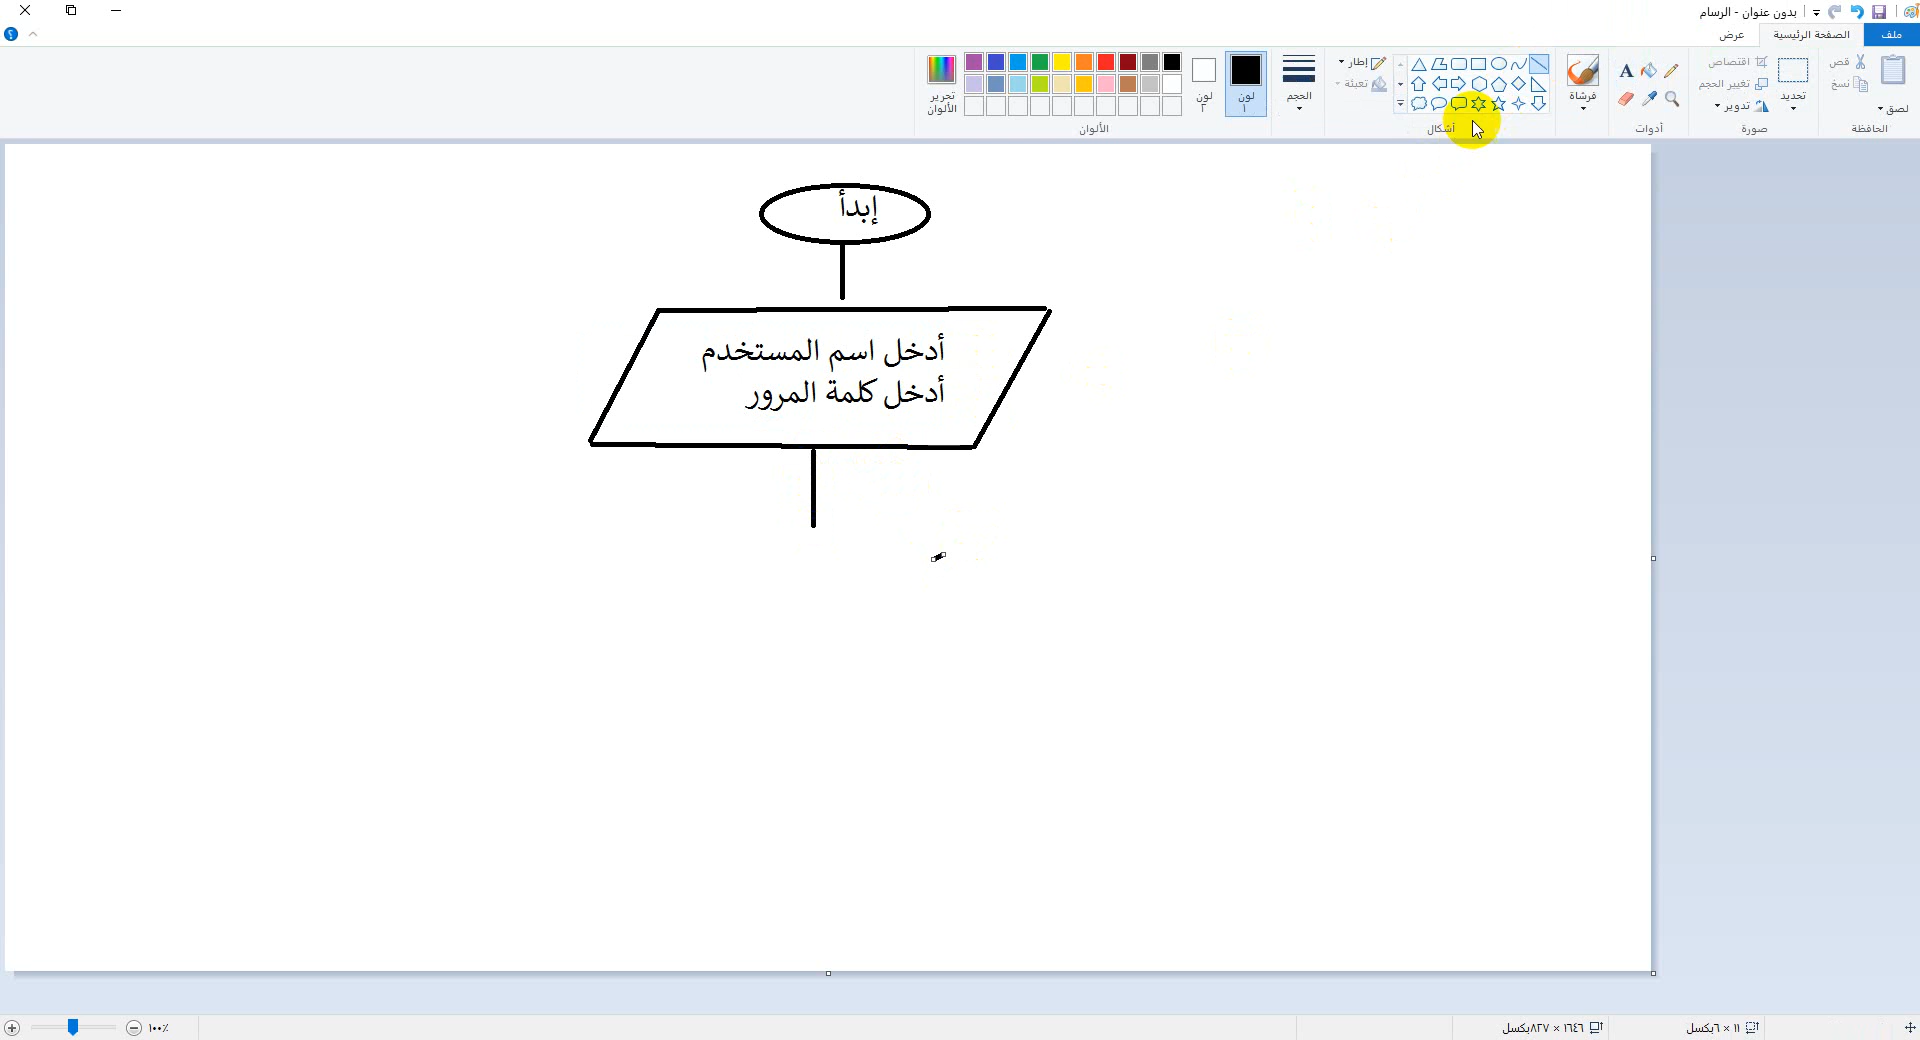 بدون عنوان - الرسام
ملف
الصفحة الرئيسية
عرض
لصق
قص
نسخ
الحافظة
تحديد
اقتصاص
تغيير الحجم
تدوير
صورة
A
أدوات
فرشاة
أشكال
إطار
تعبئة
الحجم
لون
١
لون
٢
تحرير
الألوان
الألوان
إبدأ
أدخل اسم المستخدم
أدخل كلمة المرور
١١ × ٦بكسل
١٦٤٦ × ٨٢٧بكسل
١٠٠٪